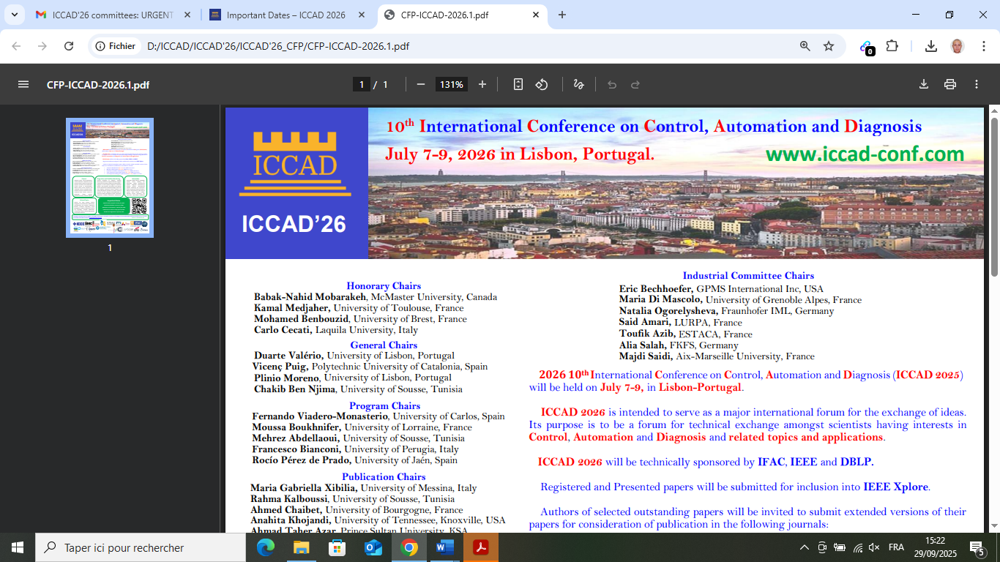 ICCAD'26 committees: URGENT
Important Dates – ICCAD 2026
CFP-ICCAD-2026.1.pdf
Fichier
D:/ICCAD/ICCAD'26/ICCAD'26_CFP/CFP-ICCAD-2026.1.pdf
0
CFP-ICCAD-2026.1.pdf
1 / 1
131%
1
ICCAD
ICCAD'26
10th International Conference on Control, Automation and Diagnosis
July 7-9, 2026 in Lisbon, Portugal.
www.iccad-conf.com
Honorary Chairs
Babak-Nahid Mobarakeh, McMaster University, Canada
Kamal Medjaher, University of Toulouse, France
Mohamed Benbouzid, University of Brest, France
Carlo Cecati, Laquila University, Italy
General Chairs
Duarte Valério, University of Lisbon, Portugal
Vicenç Puig, Polytechnic University of Catalonia, Spain
Plinio Moreno, University of Lisbon, Portugal
Chakib Ben Njima, University of Sousse, Tunisia
Program Chairs
Fernando Viadero-Monasterio, University of Carlos, Spain
Moussa Boukhnifer, University of Lorraine, France
Mehrez Abdellaoui, University of Sousse, Tunisia
Francesco Bianconi, University of Perugia, Italy
Rocío Pérez de Prado, University of Jaén, Spain
Publication Chairs
Maria Gabriella Xibilia, University of Messina, Italy
Rahma Kalboussi, University of Sousse, Tunisia
Ahmed Chaibet, University of Bourgogne, France
Anahita Khojandi, University of Tennessee, Knoxville, USA
Ahmad Taher Azar, Prince Sultan University, KSA
Industrial Committee Chairs
Eric Bechhoefer, GPMS International Inc, USA
Maria Di Mascolo, University of Grenoble Alpes, France
Natalia Ogorelysheva, Fraunhofer IML, Germany
Said Amari, LURPA, France
Toufik Azib, ESTACA, France
Alia Salah, FKFS, Germany
Majdi Saidi, Aix-Marseille University, France
2026 10th International Conference on Control, Automation and Diagnosis (ICCAD 2025)
will be held on July 7-9, in Lisbon-Portugal.
ICCAD 2026 is intended to serve as a major international forum for the exchange of ideas.
Its purpose is to be a forum for technical exchange amongst scientists having interests in
Control, Automation and Diagnosis and related topics and applications.
ICCAD 2026 will be technically sponsored by IFAC, IEEE and DBLP.
Registered and Presented papers will be submitted for inclusion into IEEE Xplore.
Authors of selected outstanding papers will be invited to submit extended versions of their
papers for consideration of publication in the following journals:
Taper ici pour rechercher
FRA
15:22
29/09/2025
5